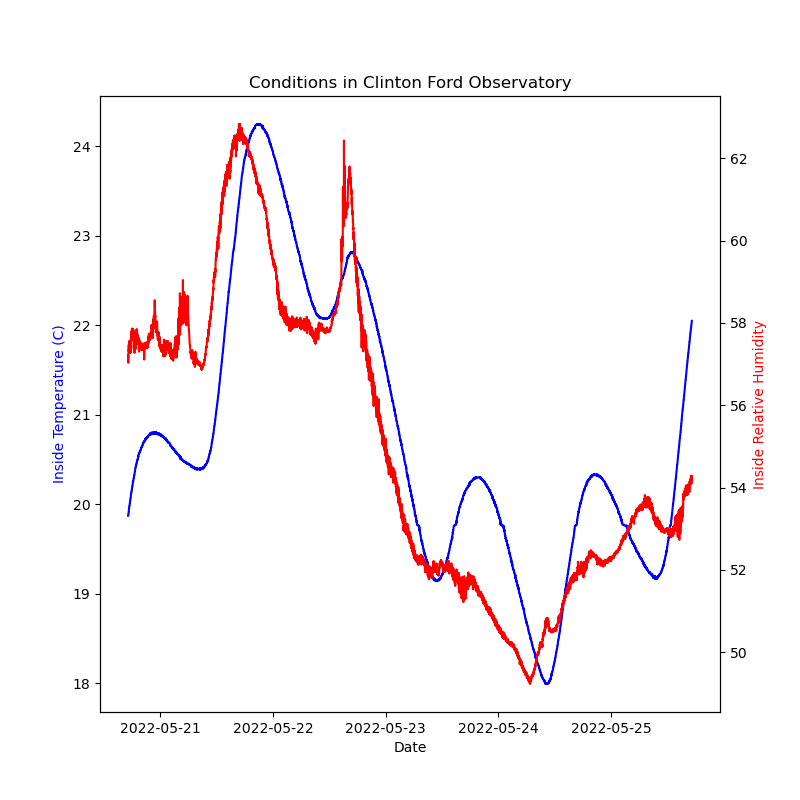 Conditions in Clinton Ford Observatory
24
23
22
21
20
19
18
Inside Temperature (C)
62
60
58
56
54
52
50
Inside Relative Humidity
2022-05-21 2022-05-22 2022-05-23 2022-05-24 2022-05-25
Date